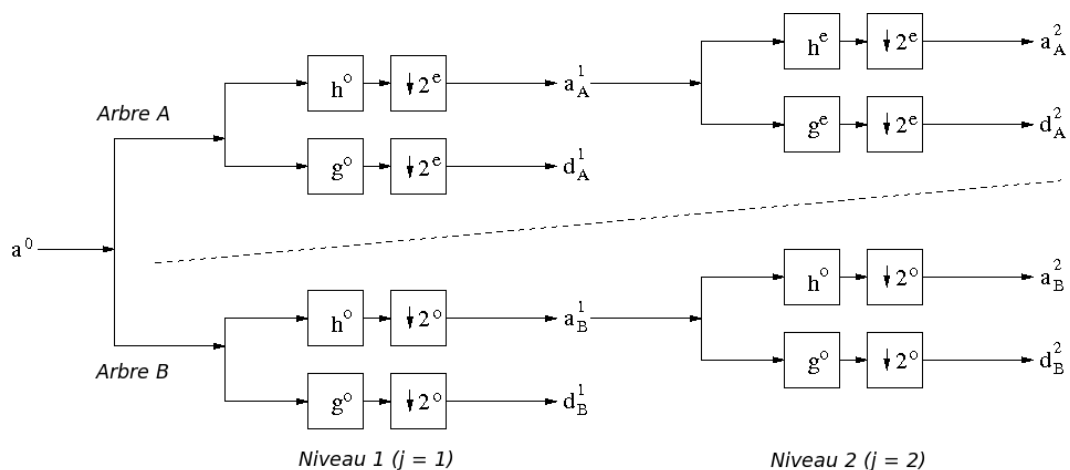 h^e ↓2^e a_A^2
h^o ↓2^e a_A^1
Arbre A
g^e ↓2^e d_A^2
g^o ↓2^e d_A^1
a^0
h^o ↓2^o a_B^2
h^o ↓2^o a_B^1
Arbre B
g^o ↓2^o d_B^2
g^o ↓2^o d_B^1
Niveau 1 (j = 1) Niveau 2 (j = 2)